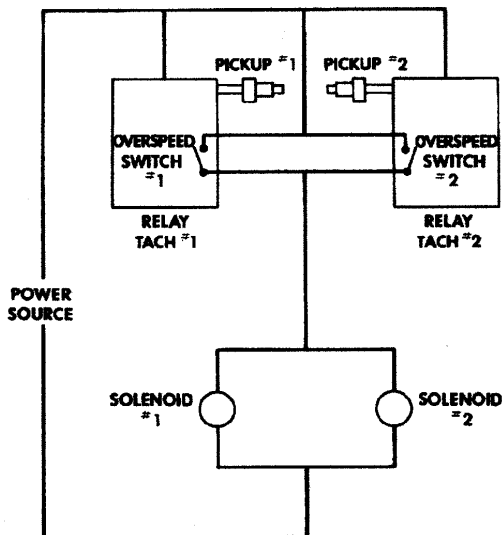 PICKUP #1
PICKUP #2
OVERSPEED
SWITCH
#1
OVERSPEED
SWITCH
#2
RELAY
TACH #1
RELAY
TACH #2
POWER
SOURCE
SOLENOID
#1
SOLENOID
#2